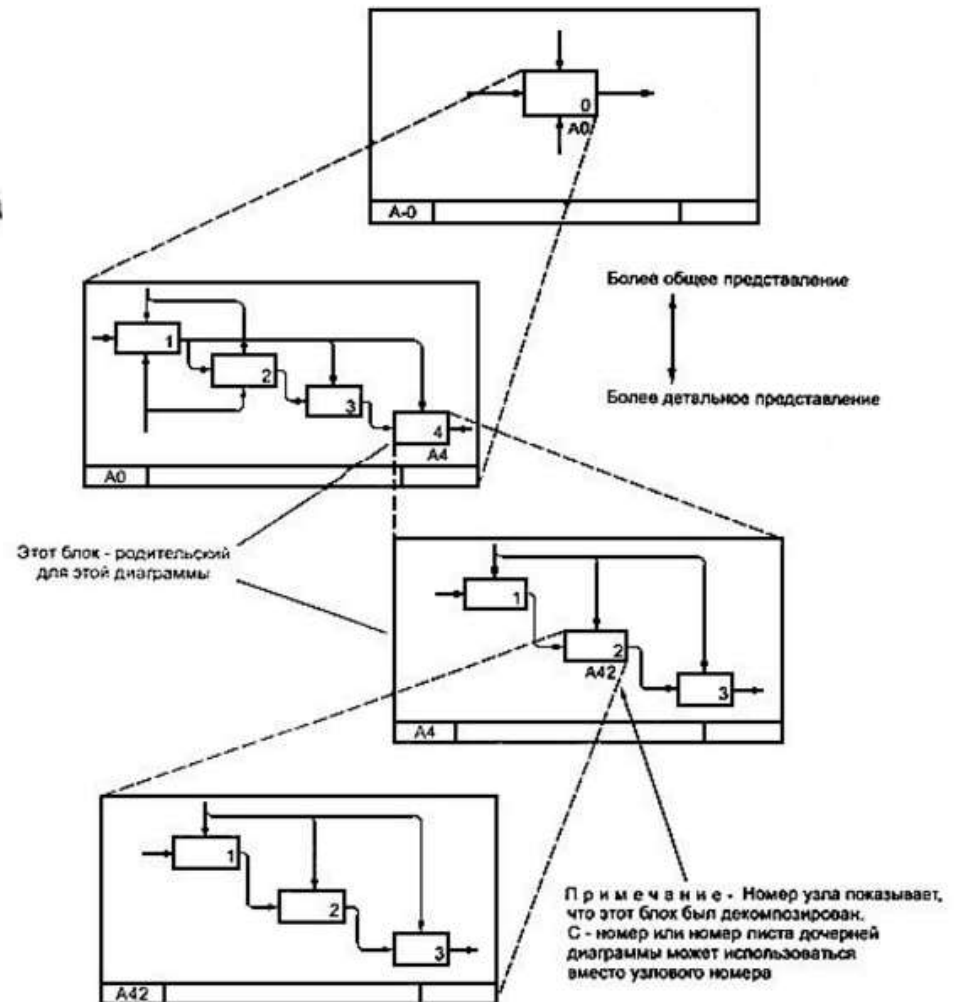 0
A0
A-0
Более общее представление
Более детальное представление
1
2
3
4
A4
A0
Этот блок - родительский
для этой диаграммы
1
2
A42
3
A4
1
2
3
A42
П р и м е ч а н и е - Номер узла показывает,
что этот блок был декомпозирован.
С - номер или номер листа дочерней
диаграммы может использоваться
вместо узлового номера